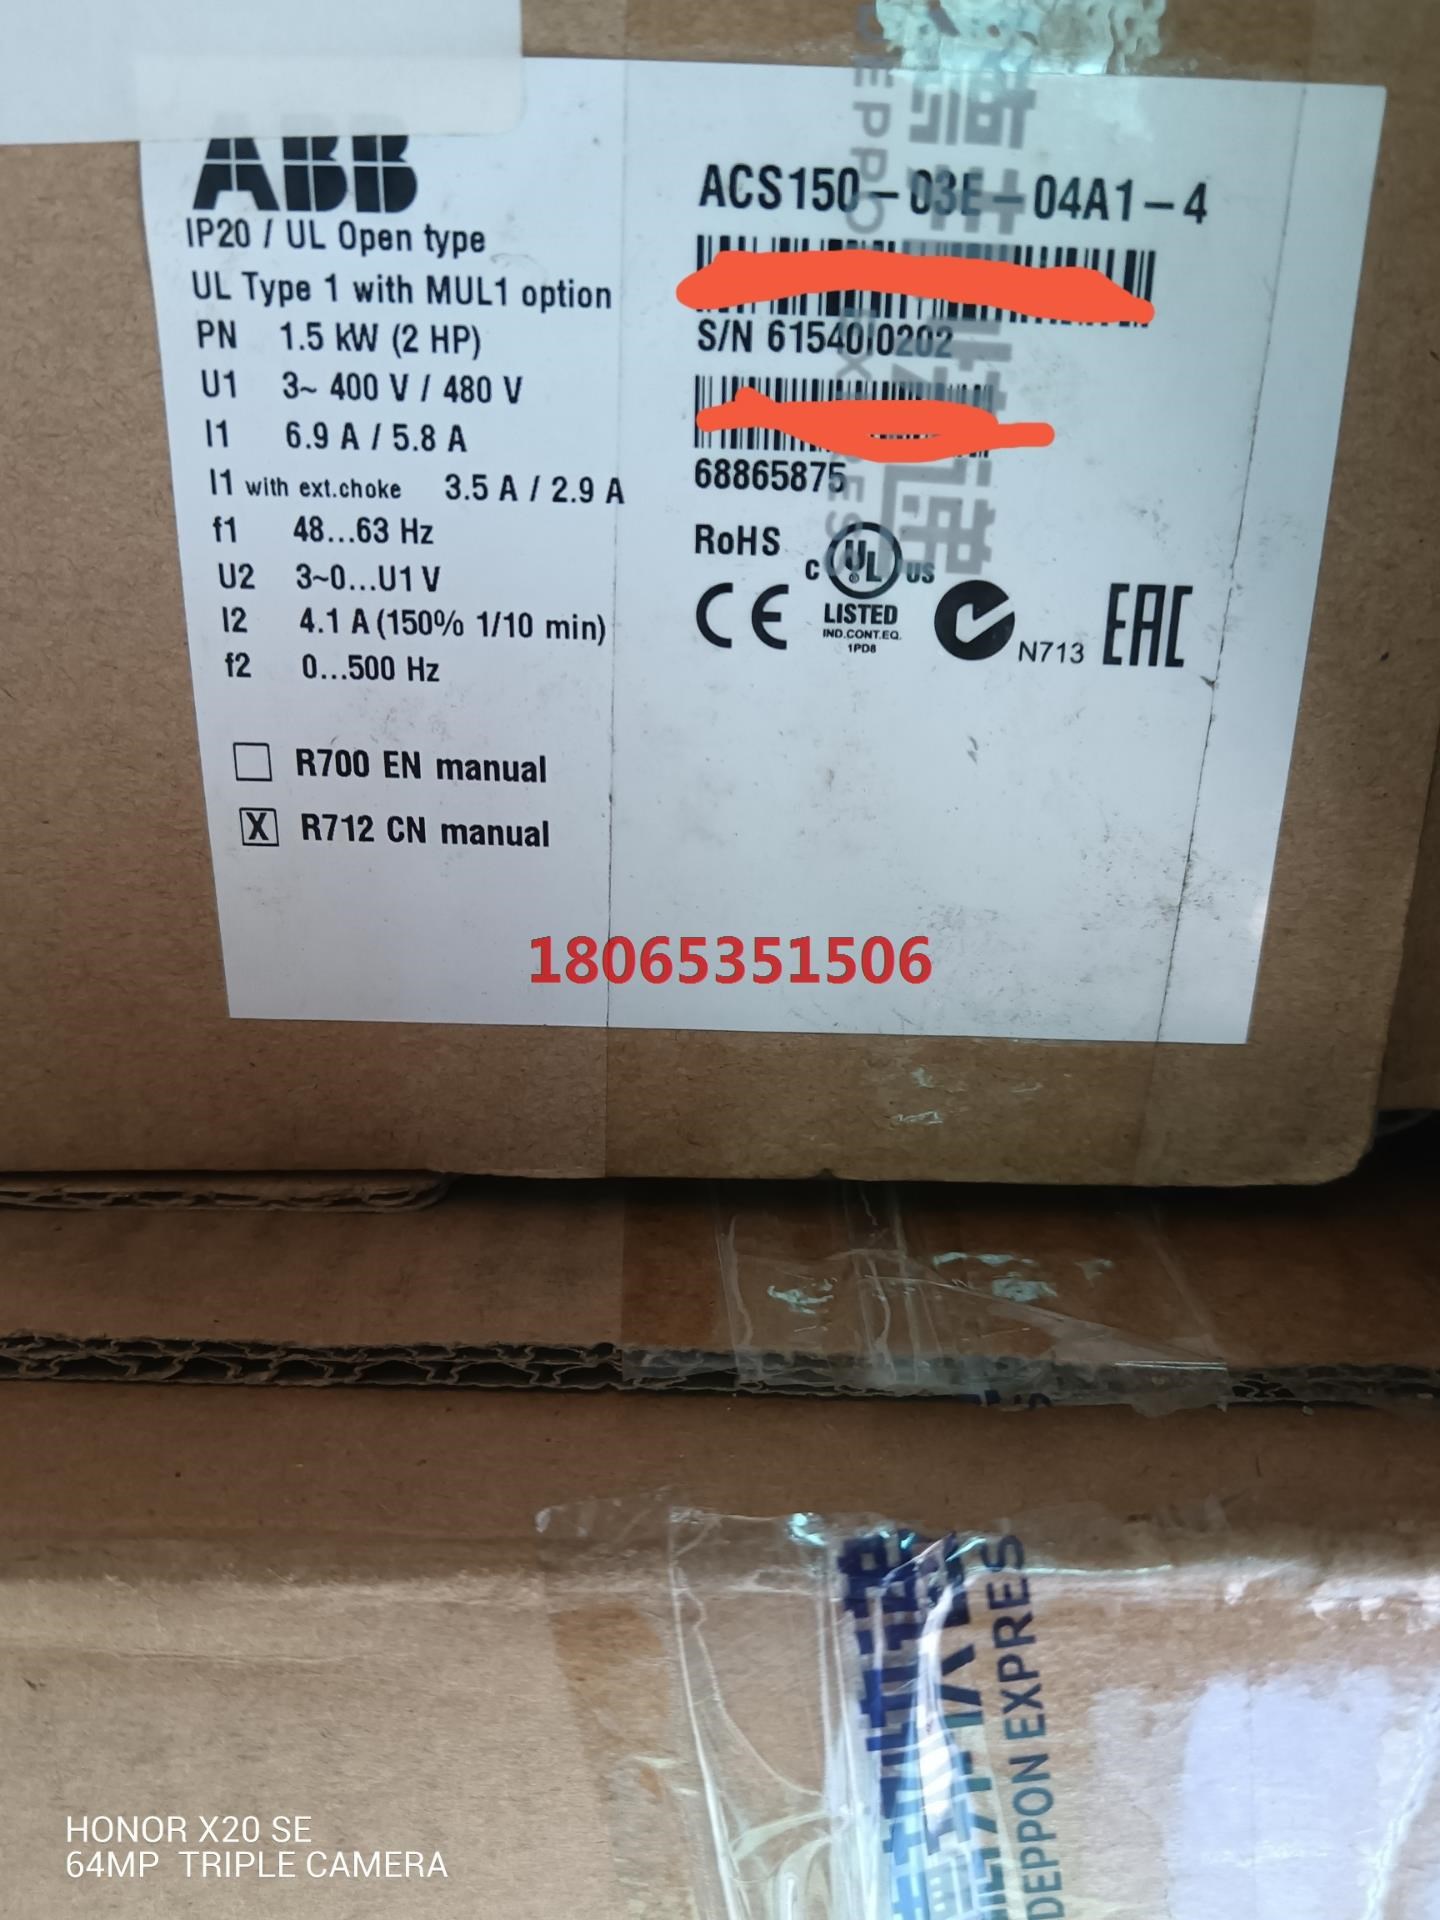 ABB
IP20 / UL Open type
UL Type 1 with MUL1 option
PN 1.5 kW (2 HP)
U1 3~ 400 V / 480 V
I1 6.9 A / 5.8 A
I1 with ext.choke 3.5 A / 2.9 A
f1 48...63 Hz
U2 3~0...U1 V
I2 4.1 A (150% 1/10 min)
f2 0...500 Hz
R700 EN manual
X R712 CN manual
ACS150-03E-04A1-4
S/N
68865875
RoHS
C UL US
LISTED
IND.CONT.EQ.
1PD8
CE
N713
EAC
18065351506
DEPPON EXPRES
HONOR X20 SE
64MP TRIPLE CAMERA